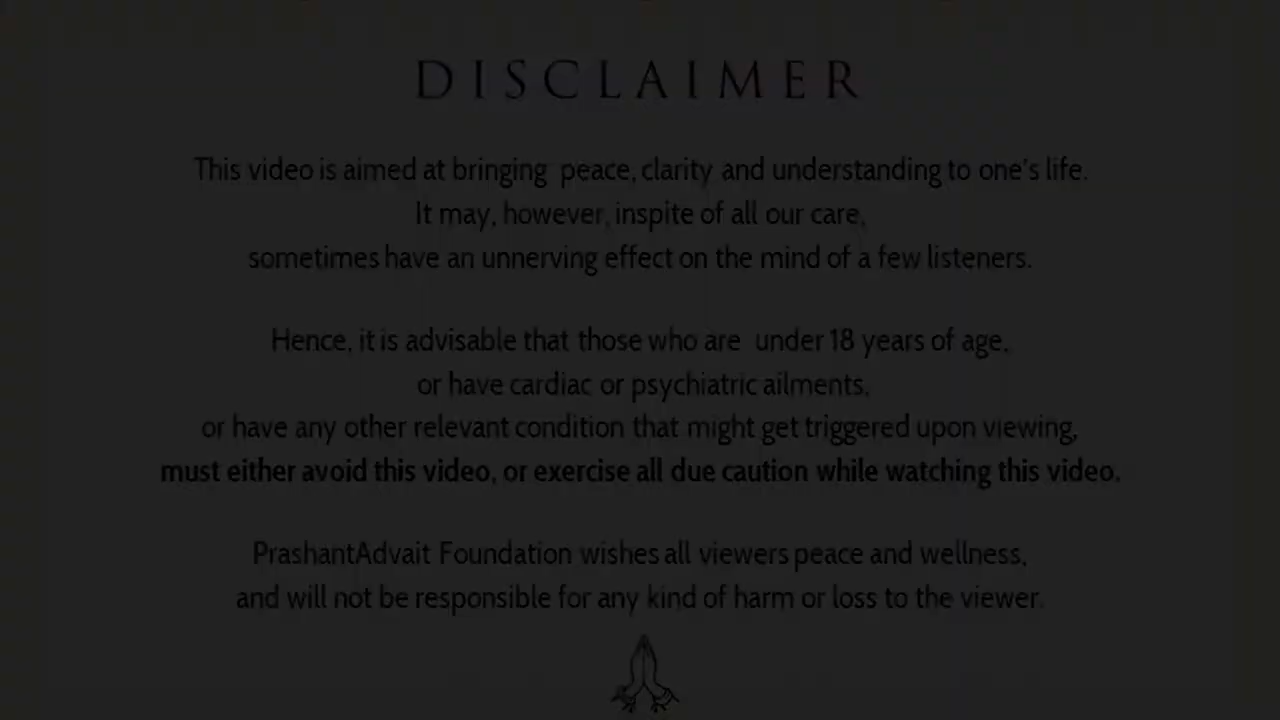 DISCLAIMER
This video is aimed at bringing peace, clarity and understanding to one's life.
It may, however, inspite of all our care,
sometimes have an unnerving effect on the mind of a few listeners.
Hence, it is advisable that those who are under 18 years of age,
or have cardiac or psychiatric ailments,
or have any other relevant condition that might get triggered upon viewing,
must either avoid this video, or exercise all due caution while watching this video.
PrashantAdvait Foundation wishes all viewers peace and wellness,
and will not be responsible for any kind of harm or loss to the viewer.